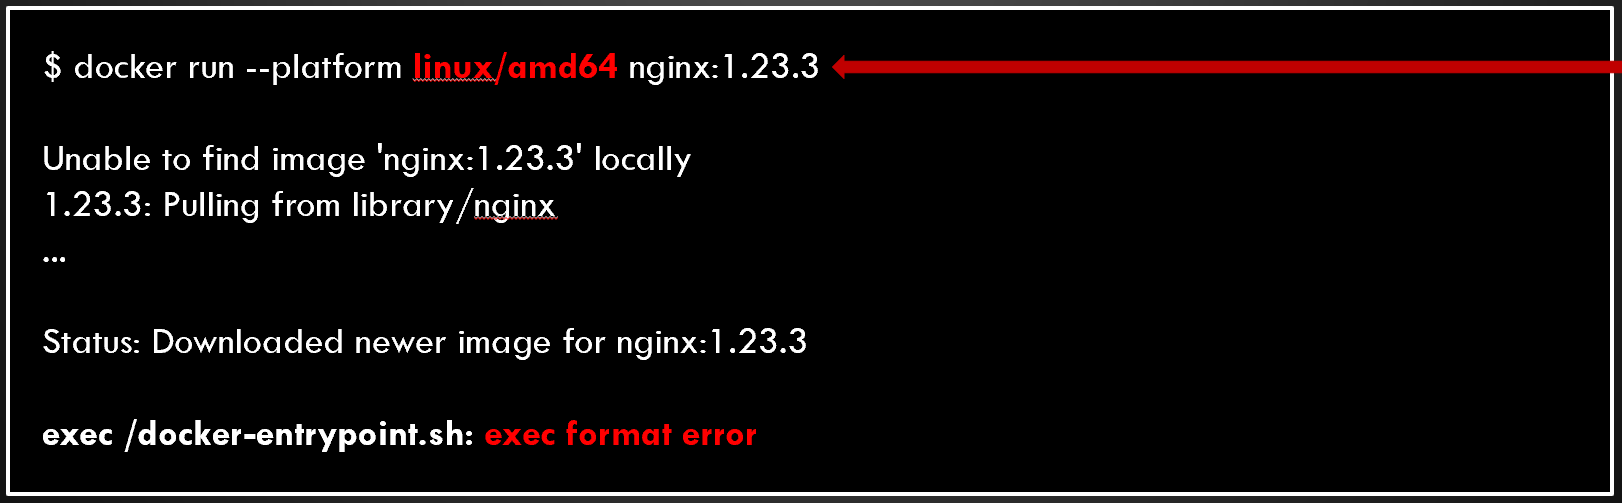 $ docker run --platform linux/amd64 nginx:1.23.3
Unable to find image 'nginx:1.23.3' locally
1.23.3: Pulling from library/nginx
...
Status: Downloaded newer image for nginx:1.23.3
exec /docker-entrypoint.sh: exec format error